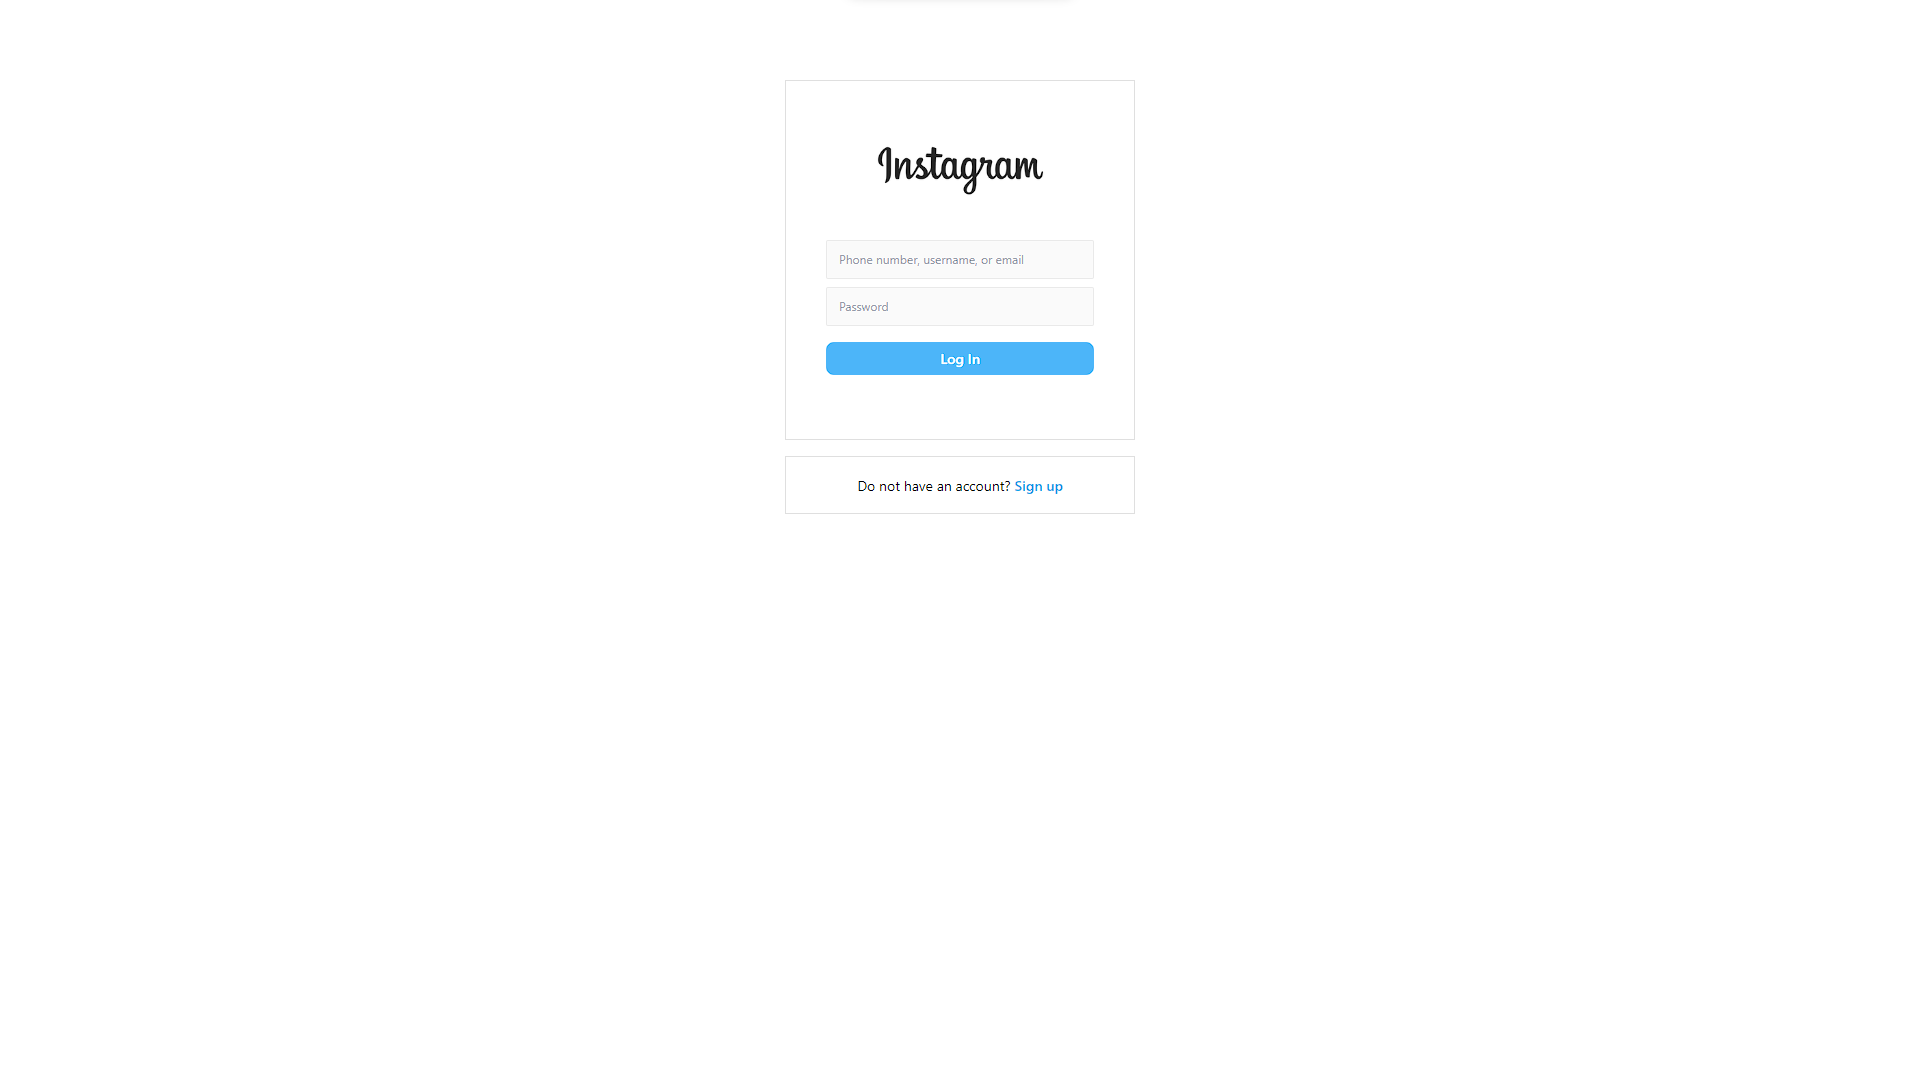 Instagram
Phone number, username, or email
Password
Log In
Do not have an account? Sign up